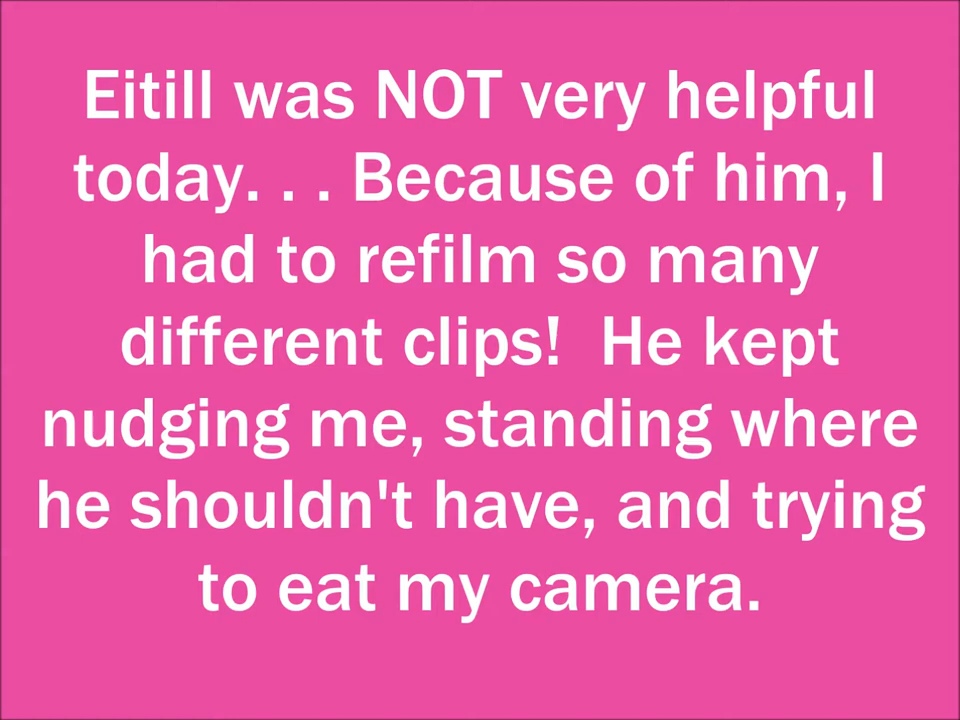 Eitill was NOT very helpful
today. . . Because of him, I
had to refilm so many
different clips!  He kept
nudging me, standing where
he shouldn't have, and trying
to eat my camera.